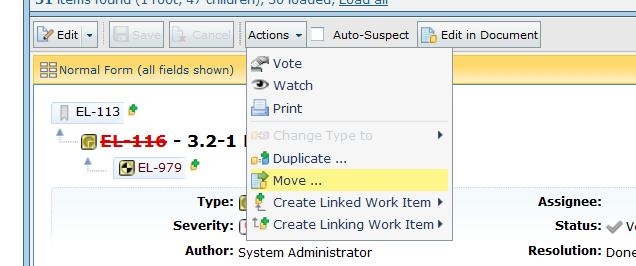 31 items found (1 root, 47 children), 30 loaded, Load all
Edit Save Cancel Actions Auto-Suspect Edit in Document
Normal Form (all fields shown)
Vote
Watch
Print
Change Type to
Duplicate ...
Move ...
Create Linked Work Item
Create Linking Work Item
EL-113
EL-116 - 3.2-1
EL-979
Type: Assignee:
Severity: Status:
Author: System Administrator Resolution: Done